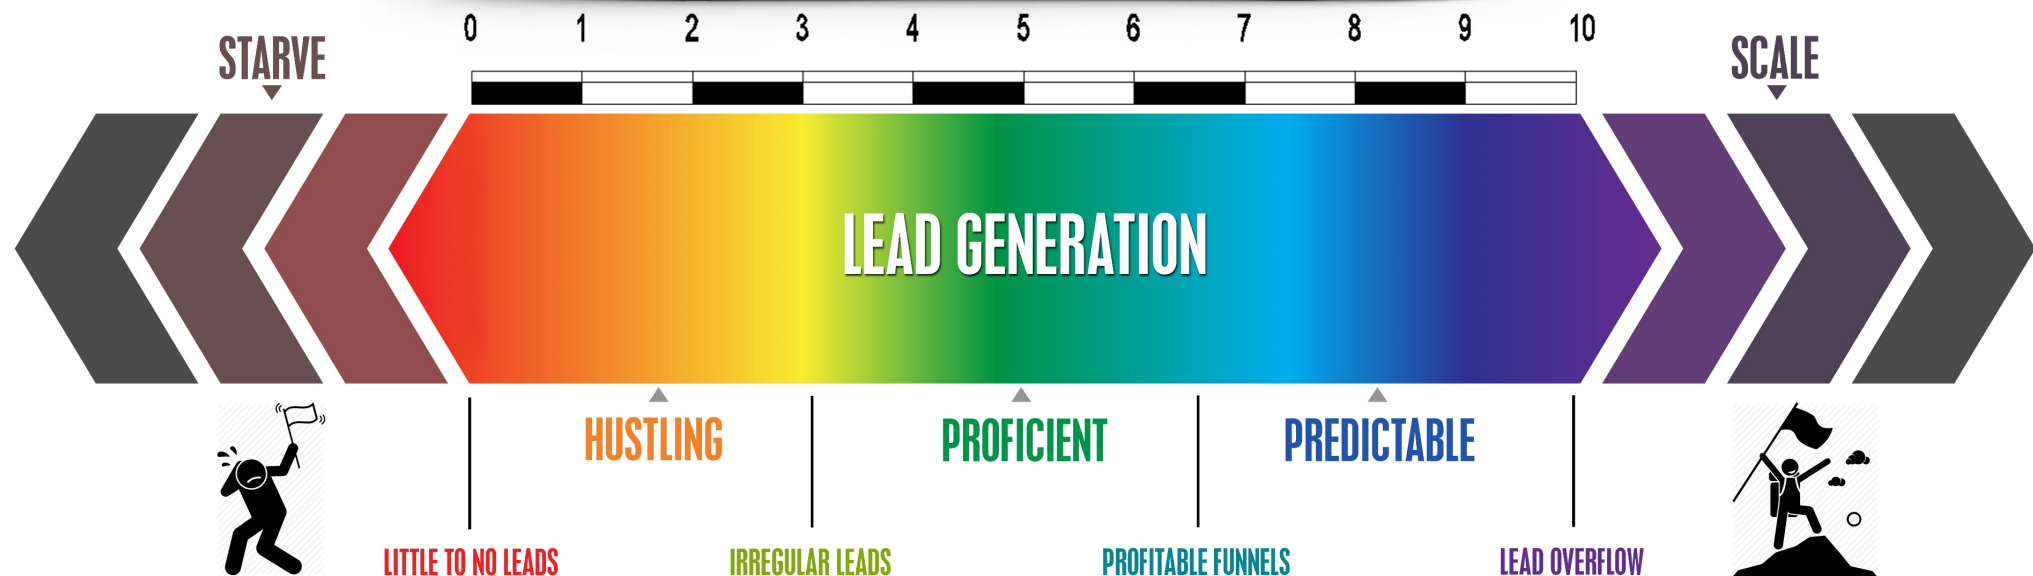 0 1 2 3 4 5 6 7 8 9 10
STARVE
SCALE
LEAD GENERATION
HUSTLING
PROFICIENT
PREDICTABLE
LITTLE TO NO LEADS
IRREGULAR LEADS
PROFITABLE FUNNELS
LEAD OVERFLOW